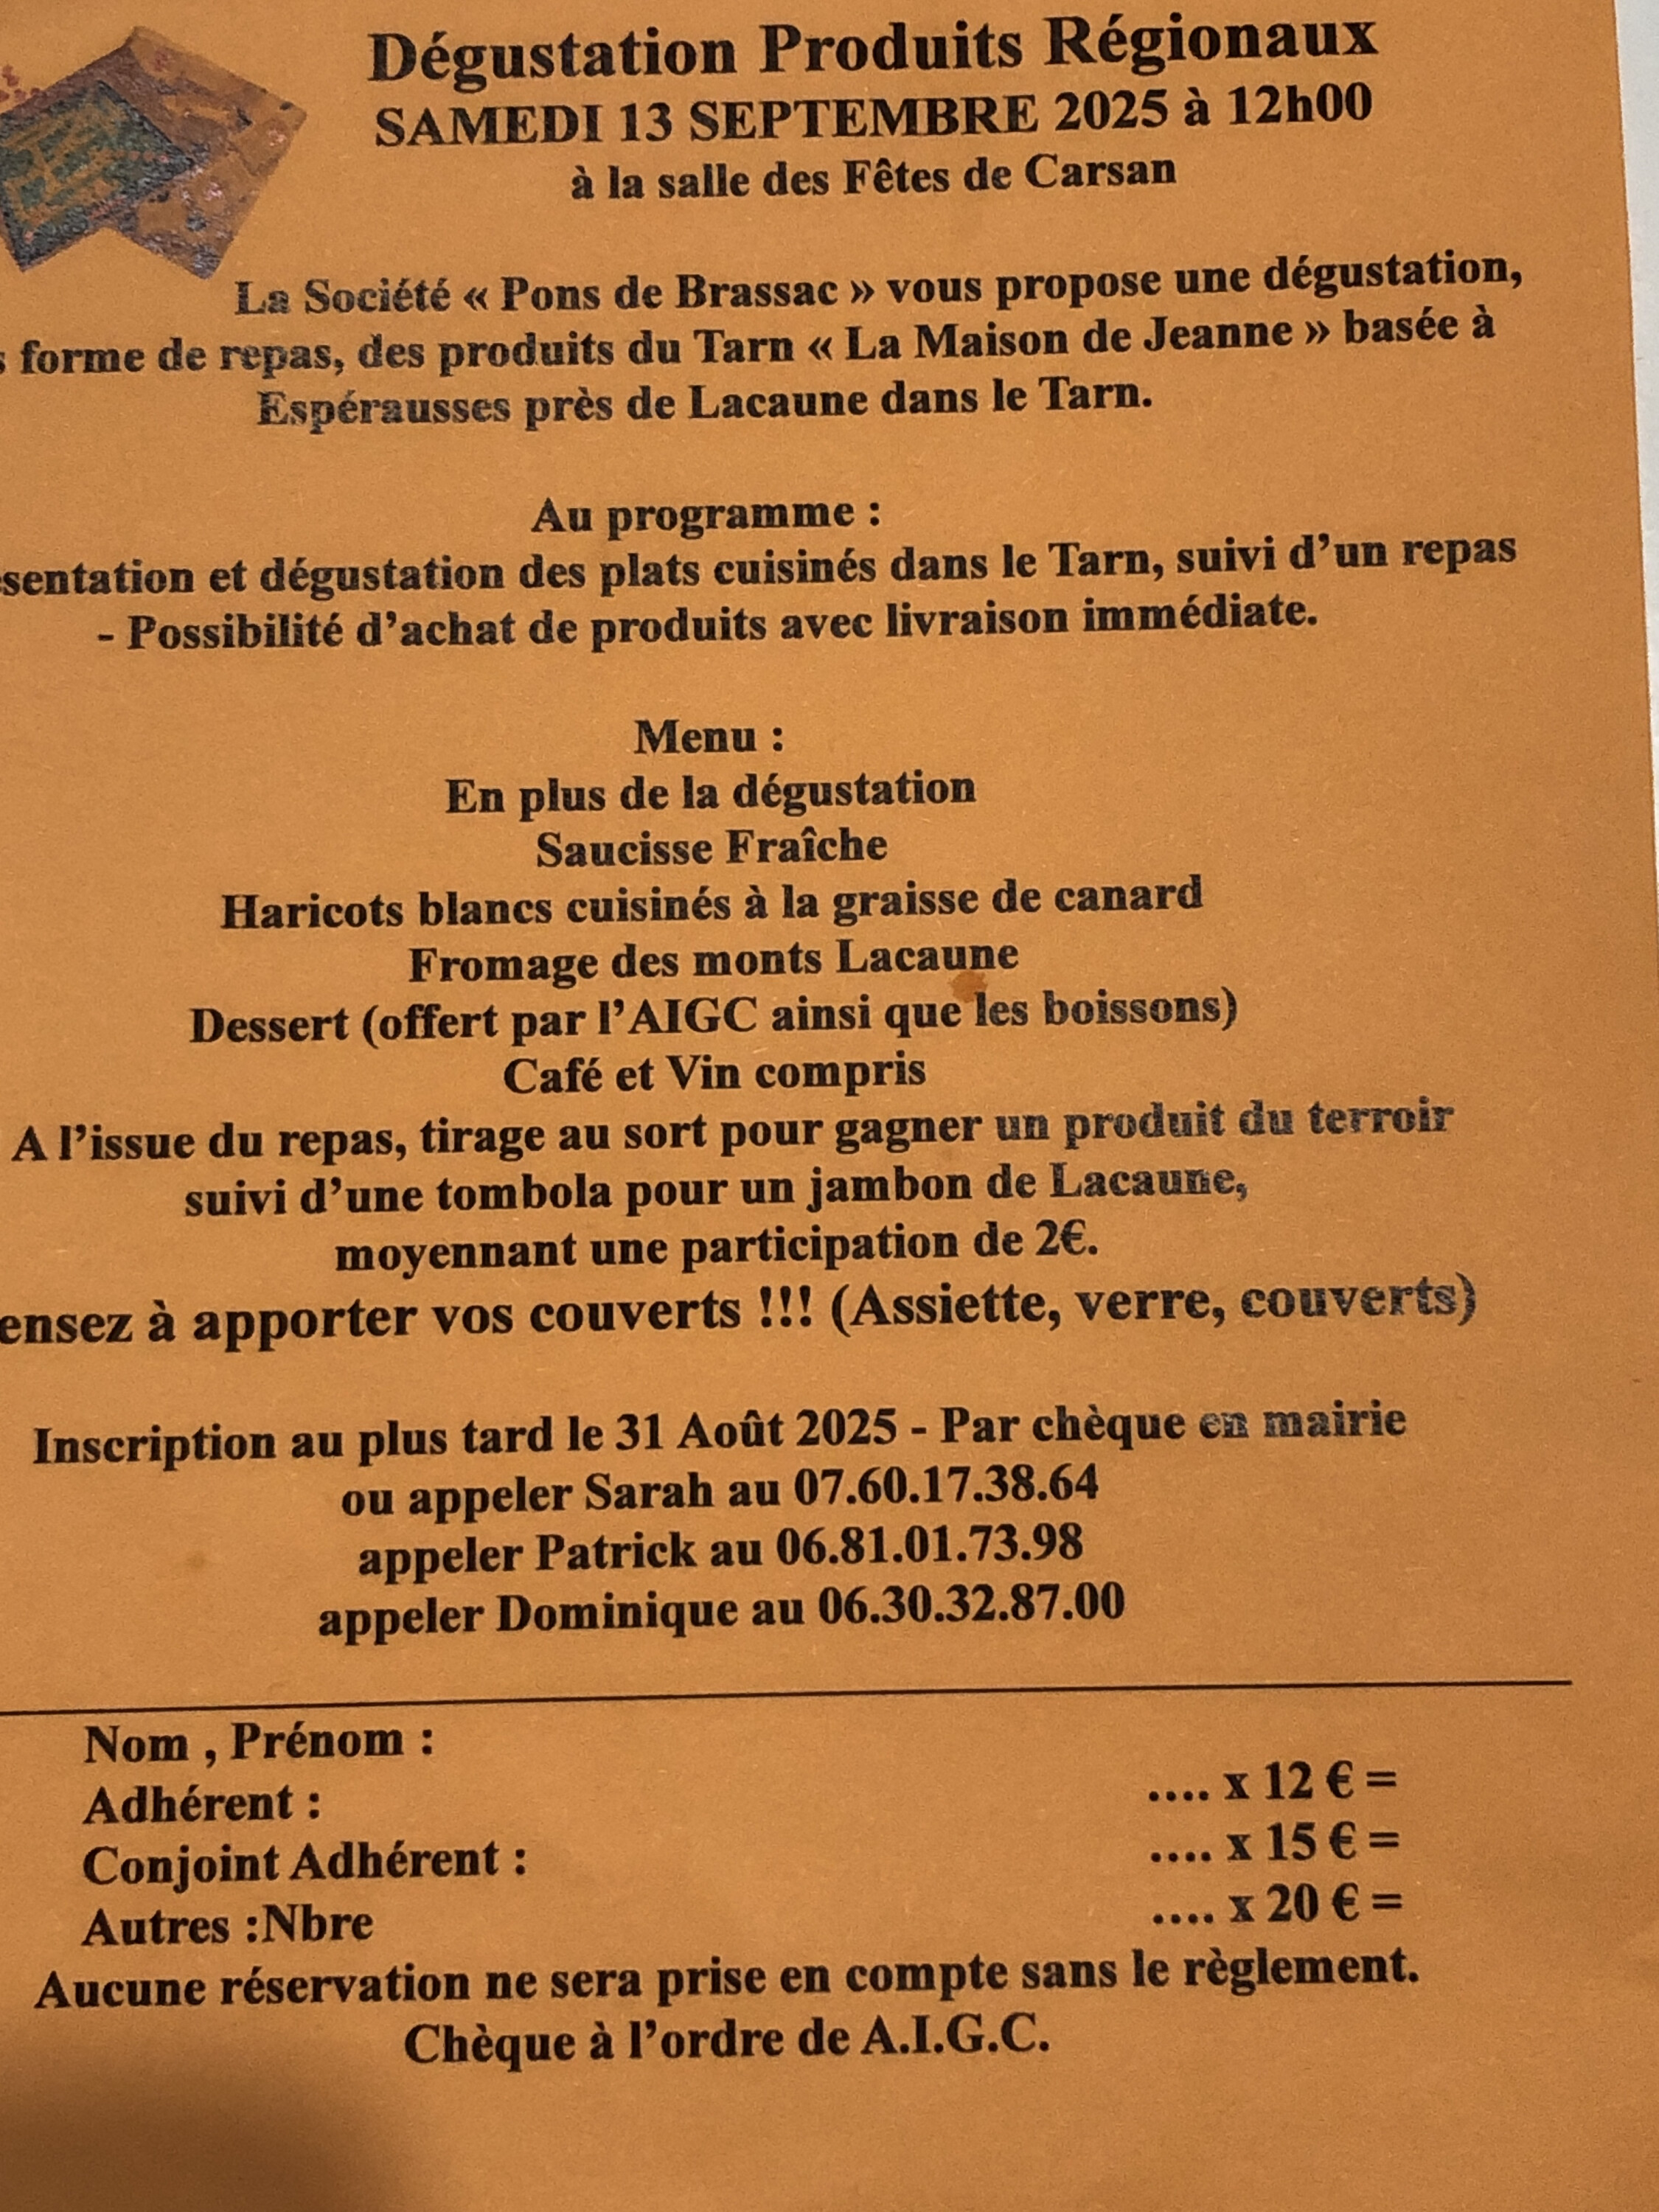 Dégustation Produits Régionaux
SAMEDI 13 SEPTEMBRE 2025 à 12h00
à la salle des Fêtes de Carsan
La Société « Pons de Brassac » vous propose une dégustation,
forme de repas, des produits du Tarn « La Maison de Jeanne » basée à
Espérausses près de Lacaune dans le Tarn.
Au programme :
sentation et dégustation des plats cuisinés dans le Tarn, suivi d’un repas
- Possibilité d’achat de produits avec livraison immédiate.
Menu :
En plus de la dégustation
Saucisse Fraîche
Haricots blancs cuisinés à la graisse de canard
Fromage des monts Lacaune
Dessert (offert par l’AIGC ainsi que les boissons)
Café et Vin compris
A l’issue du repas, tirage au sort pour gagner un produit du terroir
suivi d’une tombola pour un jambon de Lacaune,
moyennant une participation de 2€.
ensez à apporter vos couverts !!! (Assiette, verre, couverts)
Inscription au plus tard le 31 Août 2025 - Par chèque en mairie
ou appeler Sarah au 07.60.17.38.64
appeler Patrick au 06.81.01.73.98
appeler Dominique au 06.30.32.87.00
Nom , Prénom :
Adhérent : .... x 12 € =
Conjoint Adhérent : .... x 15 € =
Autres :Nbre .... x 20 € =
Aucune réservation ne sera prise en compte sans le règlement.
Chèque à l’ordre de A.I.G.C.